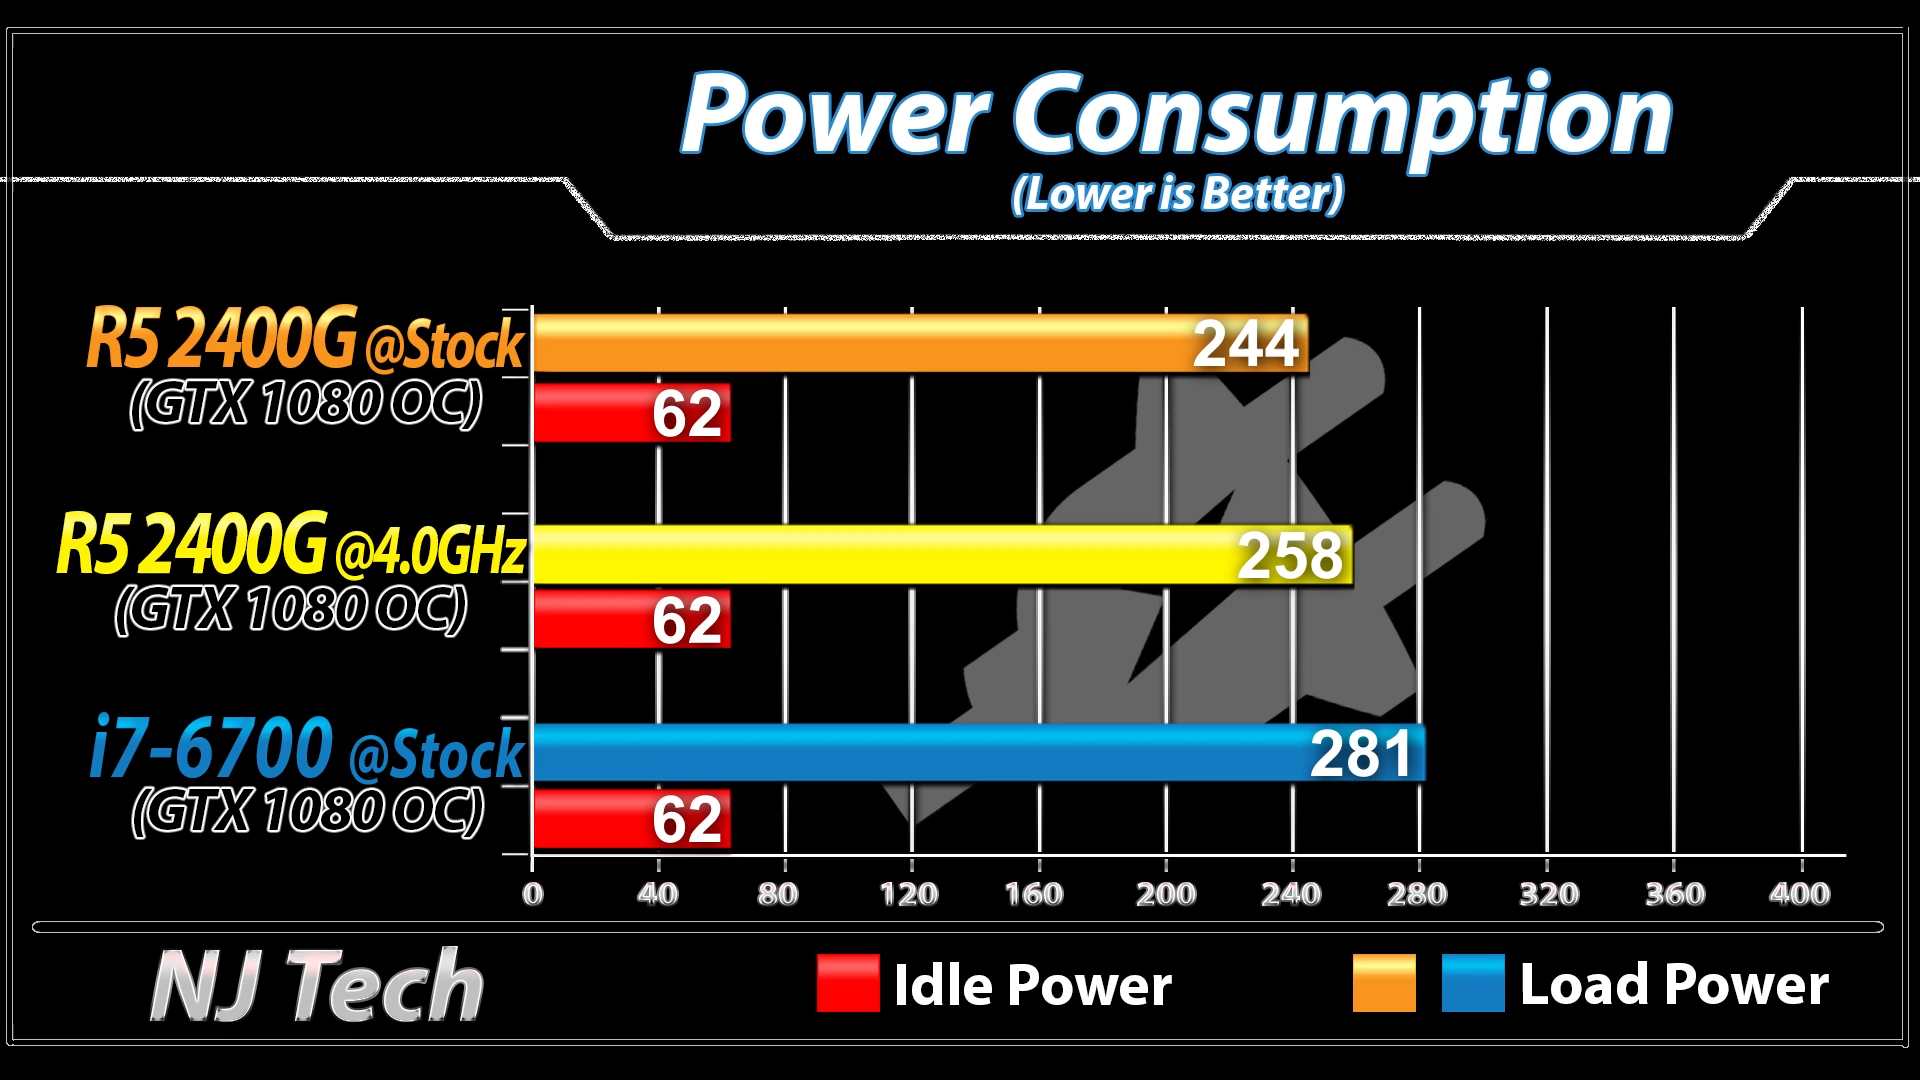 Power Consumption
(Lower is Better)
R5 2400G @Stock
(GTX 1080 OC)
244
62
R5 2400G @4.0GHz
(GTX 1080 OC)
258
62
i7-6700 @Stock
(GTX 1080 OC)
281
62
0 40 80 120 160 200 240 280 320 360 400
NJ Tech
Idle Power
Load Power